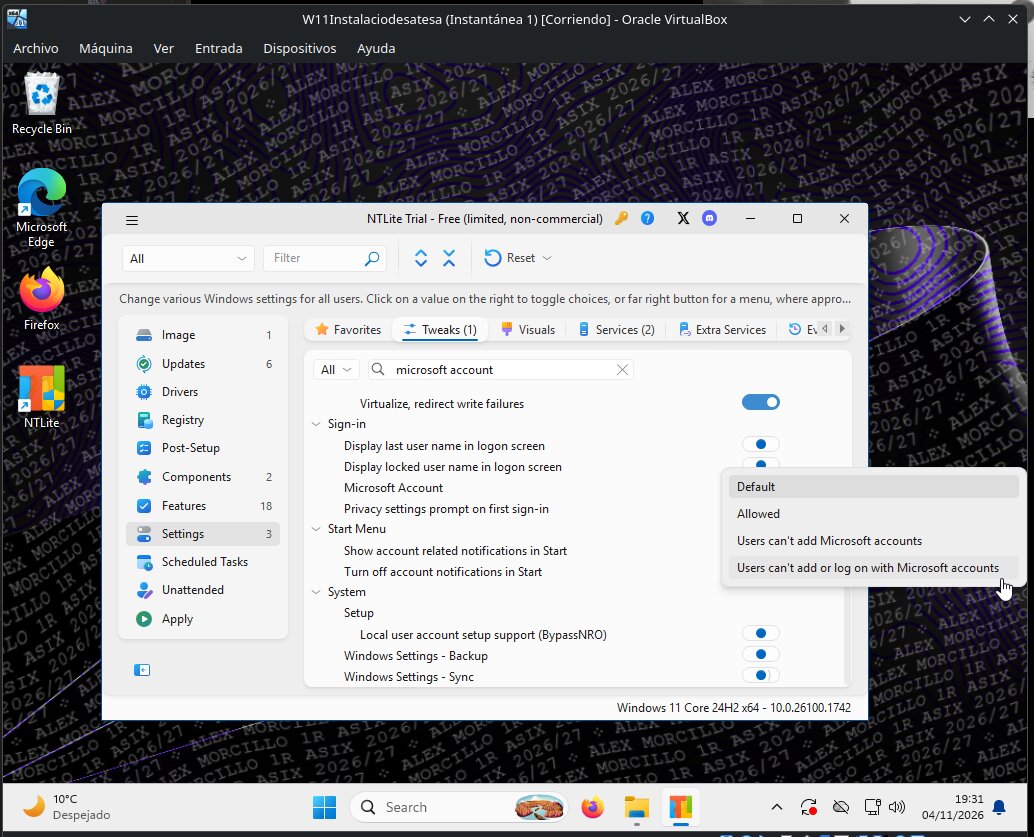 W11Instalaciodesatesa (Instantánea 1) [Corriendo] - Oracle VirtualBox
Archivo Máquina Ver Entrada Dispositivos Ayuda
ALEX MORCILLO 1R ASIX 2026/27
Recycle Bin
Microsoft
Edge
Firefox
NTLite
NTLite Trial - Free (limited, non-commercial)
All
Filter
Reset
Change various Windows settings for all users. Click on a value on the right to toggle choices, or far right button for a menu, where appro...
Image 1
Updates 6
Drivers
Registry
Post-Setup
Components 2
Features 18
Settings 3
Scheduled Tasks
Unattended
Apply
Favorites Tweaks (1) Visuals Services (2) Extra Services Ev
All microsoft account
Virtualize, redirect write failures
Sign-in
Display last user name in logon screen
Display locked user name in logon screen
Microsoft Account
Privacy settings prompt on first sign-in
Start Menu
Show account related notifications in Start
Turn off account notifications in Start
System
Setup
Local user account setup support (BypassNRO)
Windows Settings - Backup
Windows Settings - Sync
Default
Allowed
Users can't add Microsoft accounts
Users can't add or log on with Microsoft accounts
Windows 11 Core 24H2 x64 - 10.0.26100.1742
10°C
Despejado
Search
19:31
04/11/2026